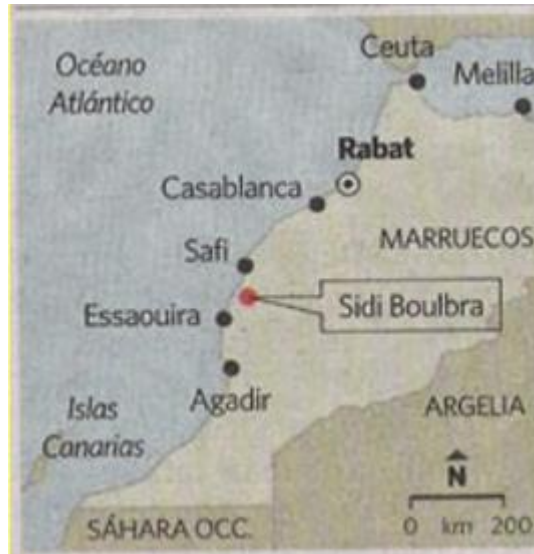 Océano
Atlántico
Ceuta
Melilla
Rabat
Casablanca
MARRUECOS
Safi
Sidi Boulbra
Essaouira
Agadir
Islas
Canarias
ARGELIA
N
0 km 200
SÁHARA OCC.